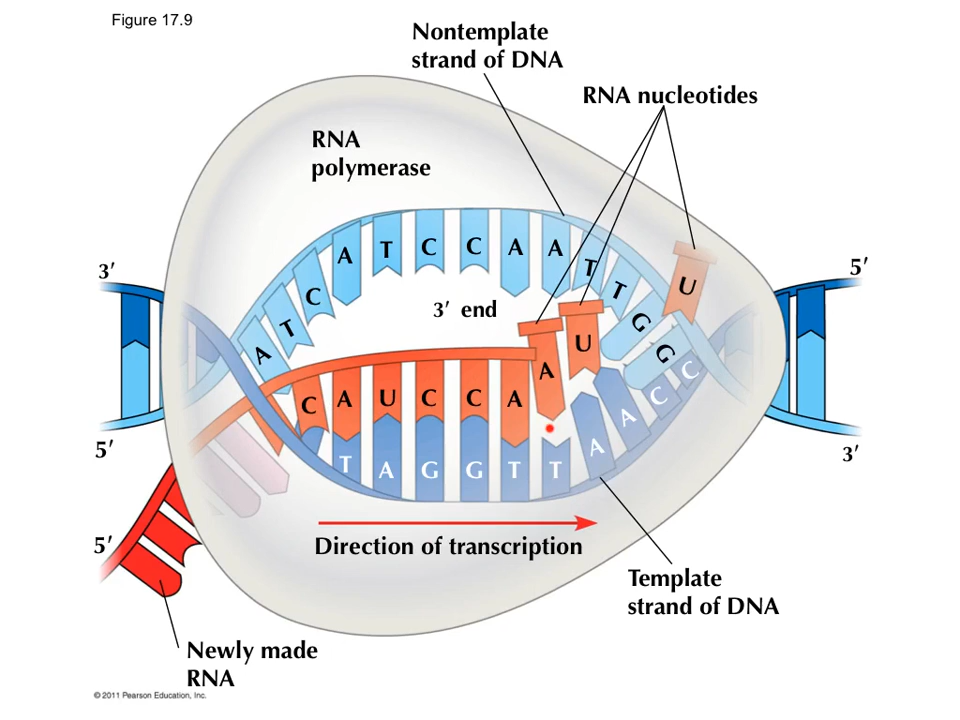 Figure 17.9
Nontemplate
strand of DNA
RNA nucleotides
RNA
polymerase
A T C A T C C A A T T G G
U
3′
5′
3′ end
A U
C A U C C A
T A G G T T A A C C
5′
3′
5′
Direction of transcription
Template
strand of DNA
Newly made
RNA
© 2011 Pearson Education, Inc.